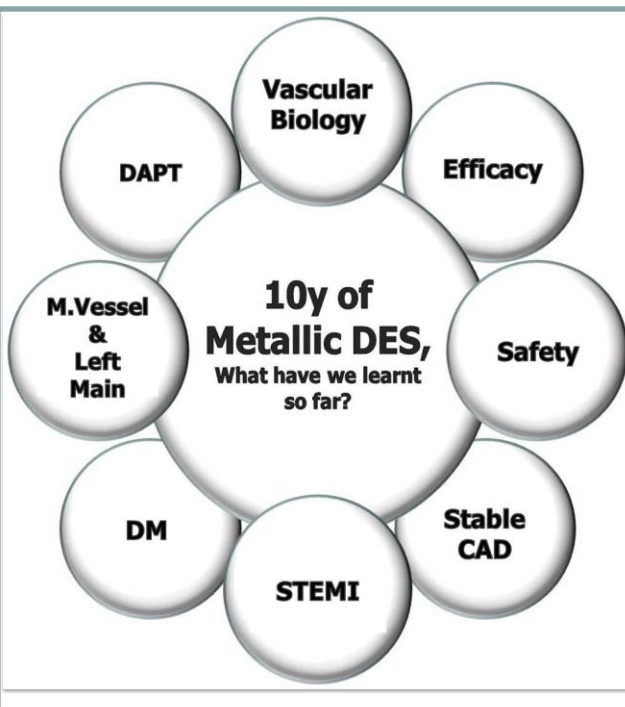 Vascular
Biology
Efficacy
Safety
Stable
CAD
STEMI
DM
M.Vessel
&
Left
Main
DAPT
10y of
Metallic DES,
What have we learnt
so far?